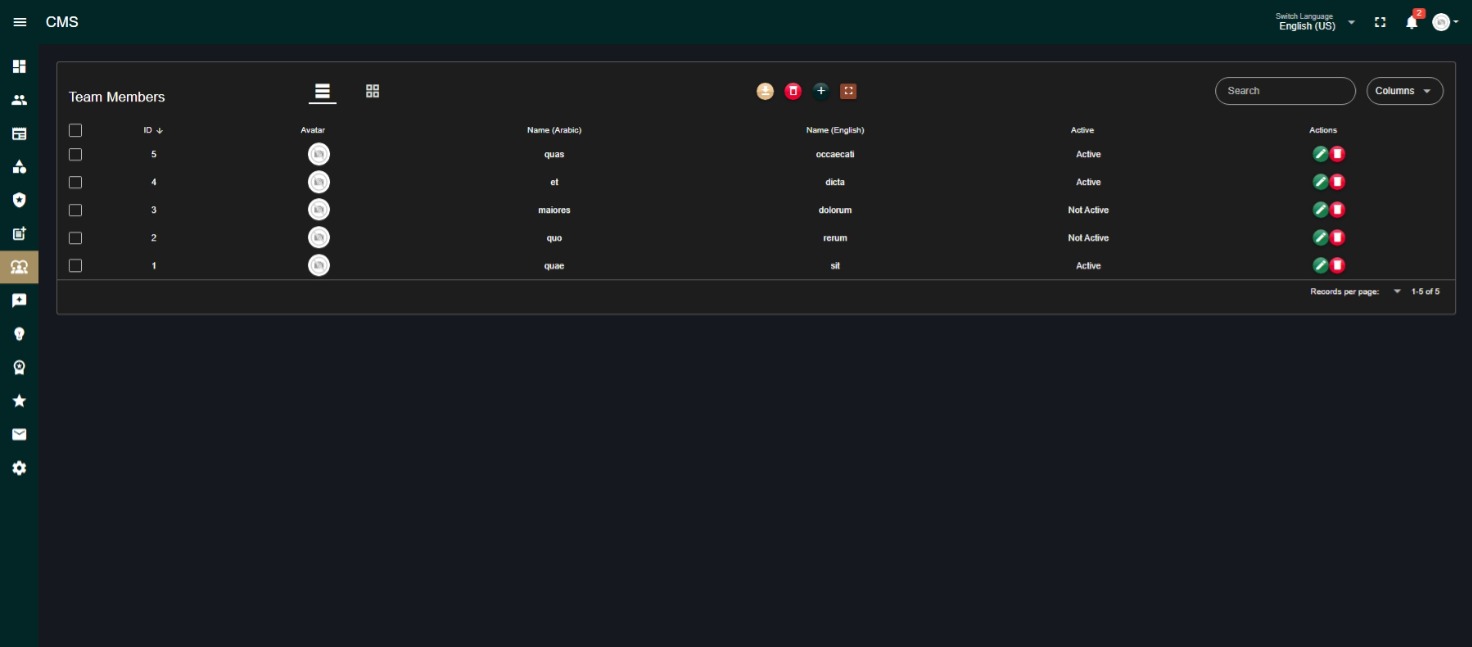 CMS
Switch Language
English (US)
2
Team Members
Search
Columns
ID Avatar Name (Arabic) Name (English) Active Actions
5 quas occaecati Active
4 et dicta Active
3 maiores dolorum Not Active
2 quo rerum Not Active
1 quae sit Active
Records per page: 1-5 of 5